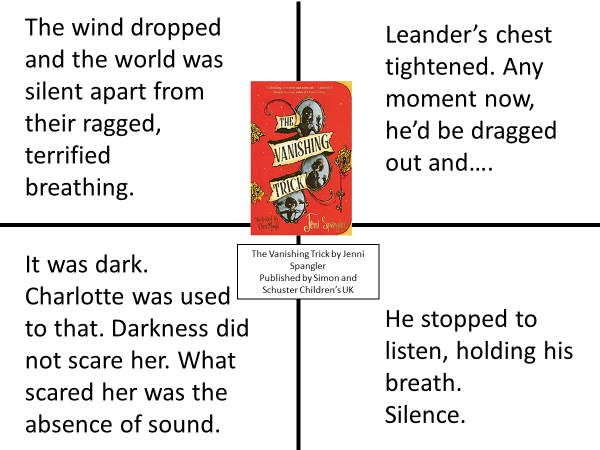 The wind dropped
and the world was
silent apart from
their ragged,
terrified
breathing.
Leander’s chest
tightened. Any
moment now,
he’d be dragged
out and….
THE
VANISHING
TRICK
Jenni Spangler
The Vanishing Trick by Jenni
Spangler
Published by Simon and
Schuster Children’s UK
It was dark.
Charlotte was used
to that. Darkness did
not scare her. What
scared her was the
absence of sound.
He stopped to
listen, holding his
breath.
Silence.